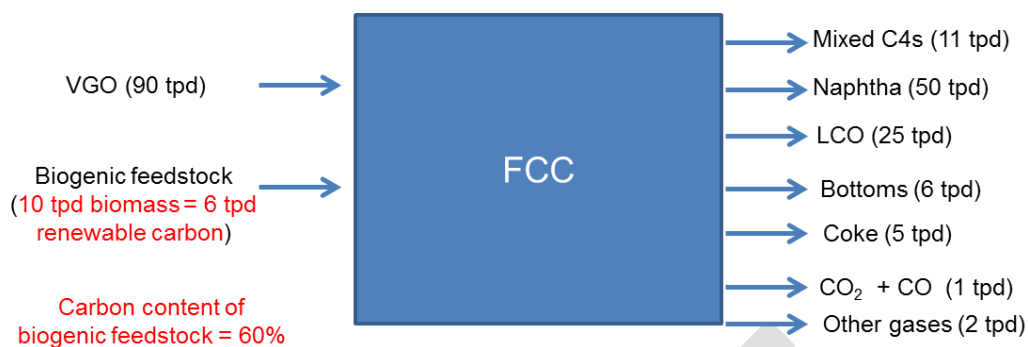 VGO (90 tpd)
Biogenic feedstock
(10 tpd biomass = 6 tpd
renewable carbon)
Carbon content of
biogenic feedstock = 60%
FCC
Mixed C4s (11 tpd)
Naphtha (50 tpd)
LCO (25 tpd)
Bottoms (6 tpd)
Coke (5 tpd)
CO₂ + CO (1 tpd)
Other gases (2 tpd)